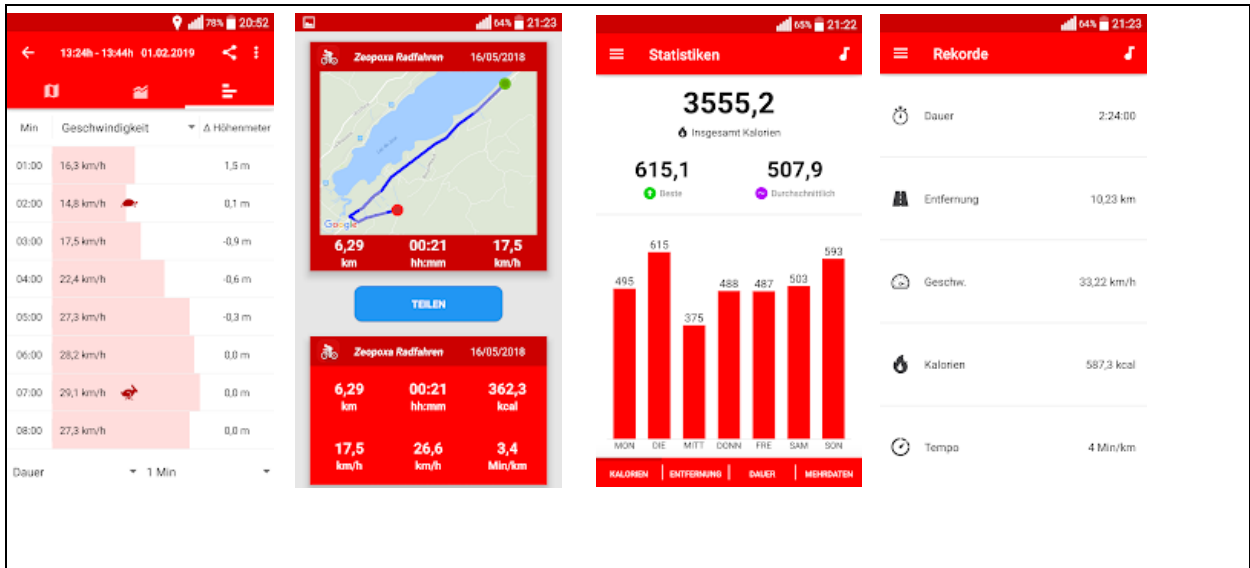 78% 20:52
13:24h - 13:44h 01.02.2019
Min Geschwindigkeit Δ Höhenmeter
01:00 16,3 km/h 1,5 m
02:00 14,8 km/h 0,1 m
03:00 17,5 km/h -0,9 m
04:00 22,4 km/h -0,6 m
05:00 27,3 km/h -0,3 m
06:00 28,2 km/h 0,0 m
07:00 29,1 km/h 0,0 m
08:00 27,3 km/h 0,0 m
Dauer 1 Min
64% 21:23
Zeopoxa Radfahren 16/05/2018
Google
6,29 00:21 17,5
km hh:mm km/h
TEILEN
Zeopoxa Radfahren 16/05/2018
6,29 00:21 362,3
km hh:mm kcal
17,5 26,6 3,4
km/h km/h Min/km
65% 21:22
Statistiken
3555,2
Insgesamt Kalorien
615,1 507,9
Beste Durchschnittlich
495 615 375 488 487 503 593
MON DIE MITT DONN FRE SAM SON
KALORIEN ENTFERNUNG DAUER MEHRDATEN
64% 21:23
Rekorde
Dauer 2:24:00
Entfernung 10,23 km
Geschw. 33,22 km/h
Kalorien 587,3 kcal
Tempo 4 Min/km